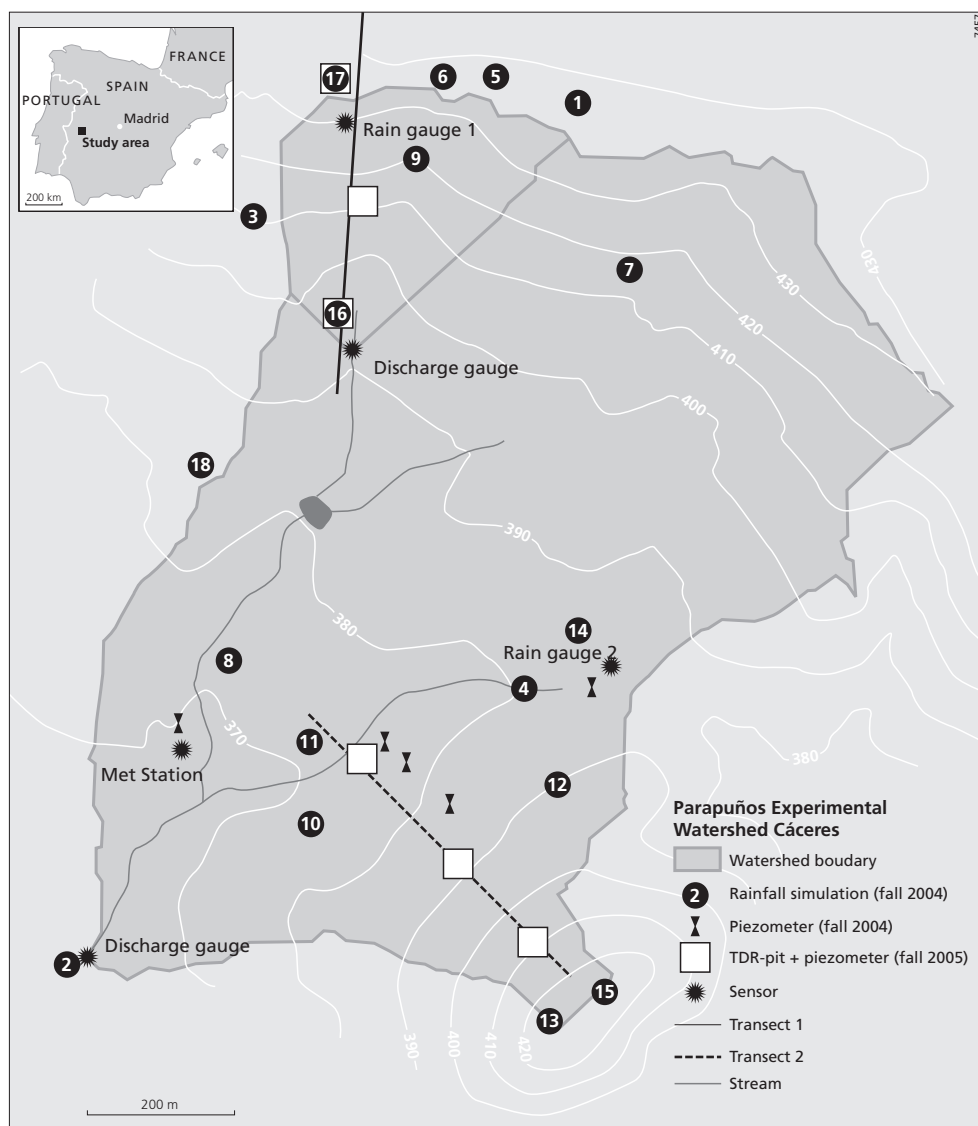 FRANCE
SPAIN
PORTUGAL
Madrid
Study area
200 km
17
6
5
1
Rain gauge 1
9
3
7
430
430
16
420
410
Discharge gauge
400
18
390
380
14
Rain gauge 2
8
4
370
11
Met Station
380
12
10
Parapuños Experimental
Watershed Cáceres
Watershed boudary
2 Rainfall simulation (fall 2004)
Piezometer (fall 2004)
TDR-pit + piezometer (fall 2005)
Sensor
Transect 1
Transect 2
Stream
Discharge gauge
2
15
13
390
400
410
420
200 m